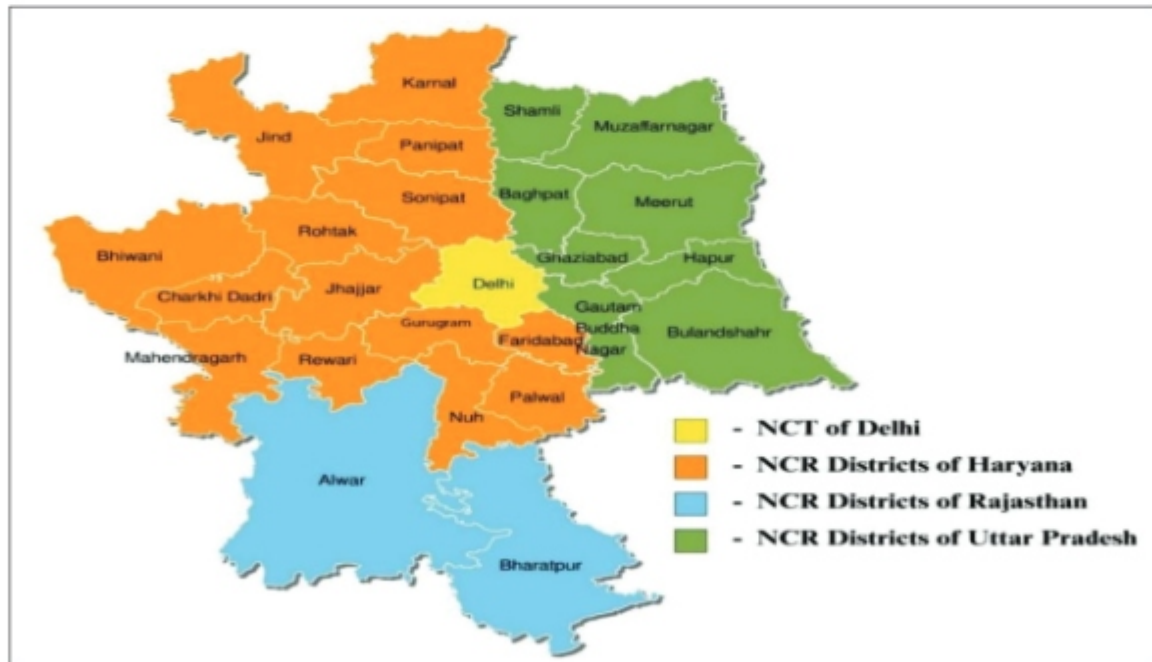 Karnal
Shamli
Muzaffarnagar
Jind
Panipat
Sonipat
Baghpat
Meerut
Rohtak
Bhiwani
Ghaziabad
Hapur
Charkhi Dadri
Jhajjar
Delhi
Gautam
Buddha
Nagar
Bulandshahr
Gurugram
Faridabad
Mahendragarh
Rewari
Palwal
Nuh
Alwar
Bharatpur
- NCT of Delhi
- NCR Districts of Haryana
- NCR Districts of Rajasthan
- NCR Districts of Uttar Pradesh